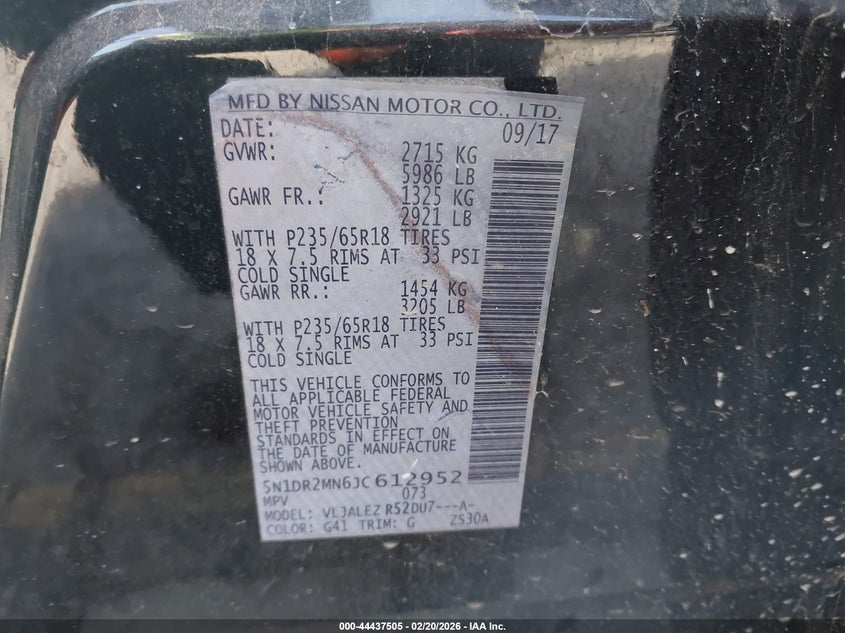 MFD BY NISSAN MOTOR CO., LTD.
DATE: 09/17
GVWR: 2715 KG
5986 LB
GAWR FR.: 1325 KG
2921 LB
WITH P235/65R18 TIRES
18 X 7.5 RIMS AT 33 PSI
COLD SINGLE
GAWR RR.: 1454 KG
3205 LB
WITH P235/65R18 TIRES
18 X 7.5 RIMS AT 33 PSI
COLD SINGLE
THIS VEHICLE CONFORMS TO
ALL APPLICABLE FEDERAL
MOTOR VEHICLE SAFETY AND
THEFT PREVENTION
STANDARDS IN EFFECT ON
THE DATE OF MANUFACTURE
SHOWN ABOVE.
5N1DR2MN6JC612952
MPV 073
MODEL: VLJALEZ R52DU7---A-
COLOR: G41 TRIM: G ZS30A
000-44437505 — 02/20/2026 — IAA Inc.